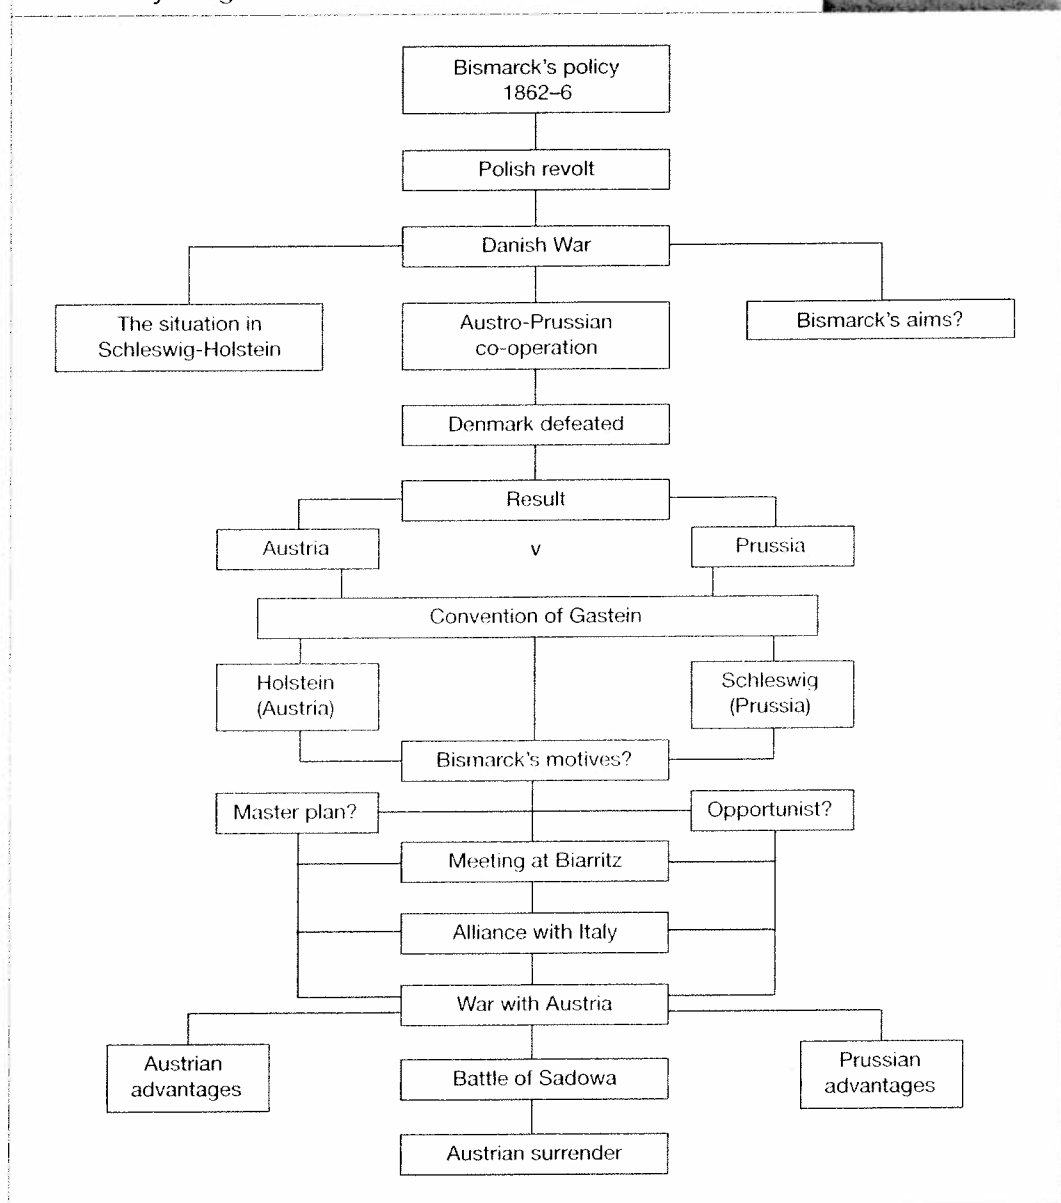 Bismarck's policy
1862–6
Polish revolt
Danish War
The situation in
Schleswig-Holstein
Austro-Prussian
co-operation
Bismarck's aims?
Denmark defeated
Result
Austria
v
Prussia
Convention of Gastein
Holstein
(Austria)
Schleswig
(Prussia)
Bismarck's motives?
Master plan?
Opportunist?
Meeting at Biarritz
Alliance with Italy
War with Austria
Austrian
advantages
Battle of Sadowa
Prussian
advantages
Austrian surrender